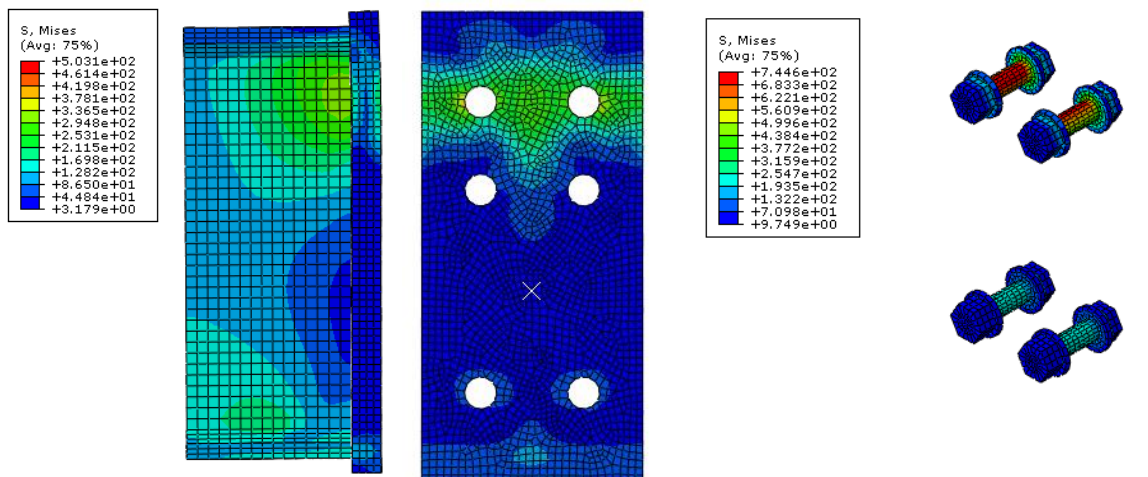 S, Mises
(Avg: 75%)
+5.031e+02
+4.614e+02
+4.198e+02
+3.781e+02
+3.365e+02
+2.948e+02
+2.531e+02
+2.115e+02
+1.698e+02
+1.282e+02
+8.650e+01
+4.484e+01
+3.179e+00
S, Mises
(Avg: 75%)
+7.446e+02
+6.833e+02
+6.221e+02
+5.609e+02
+4.996e+02
+4.384e+02
+3.772e+02
+3.159e+02
+2.547e+02
+1.935e+02
+1.322e+02
+7.098e+01
+9.749e+00